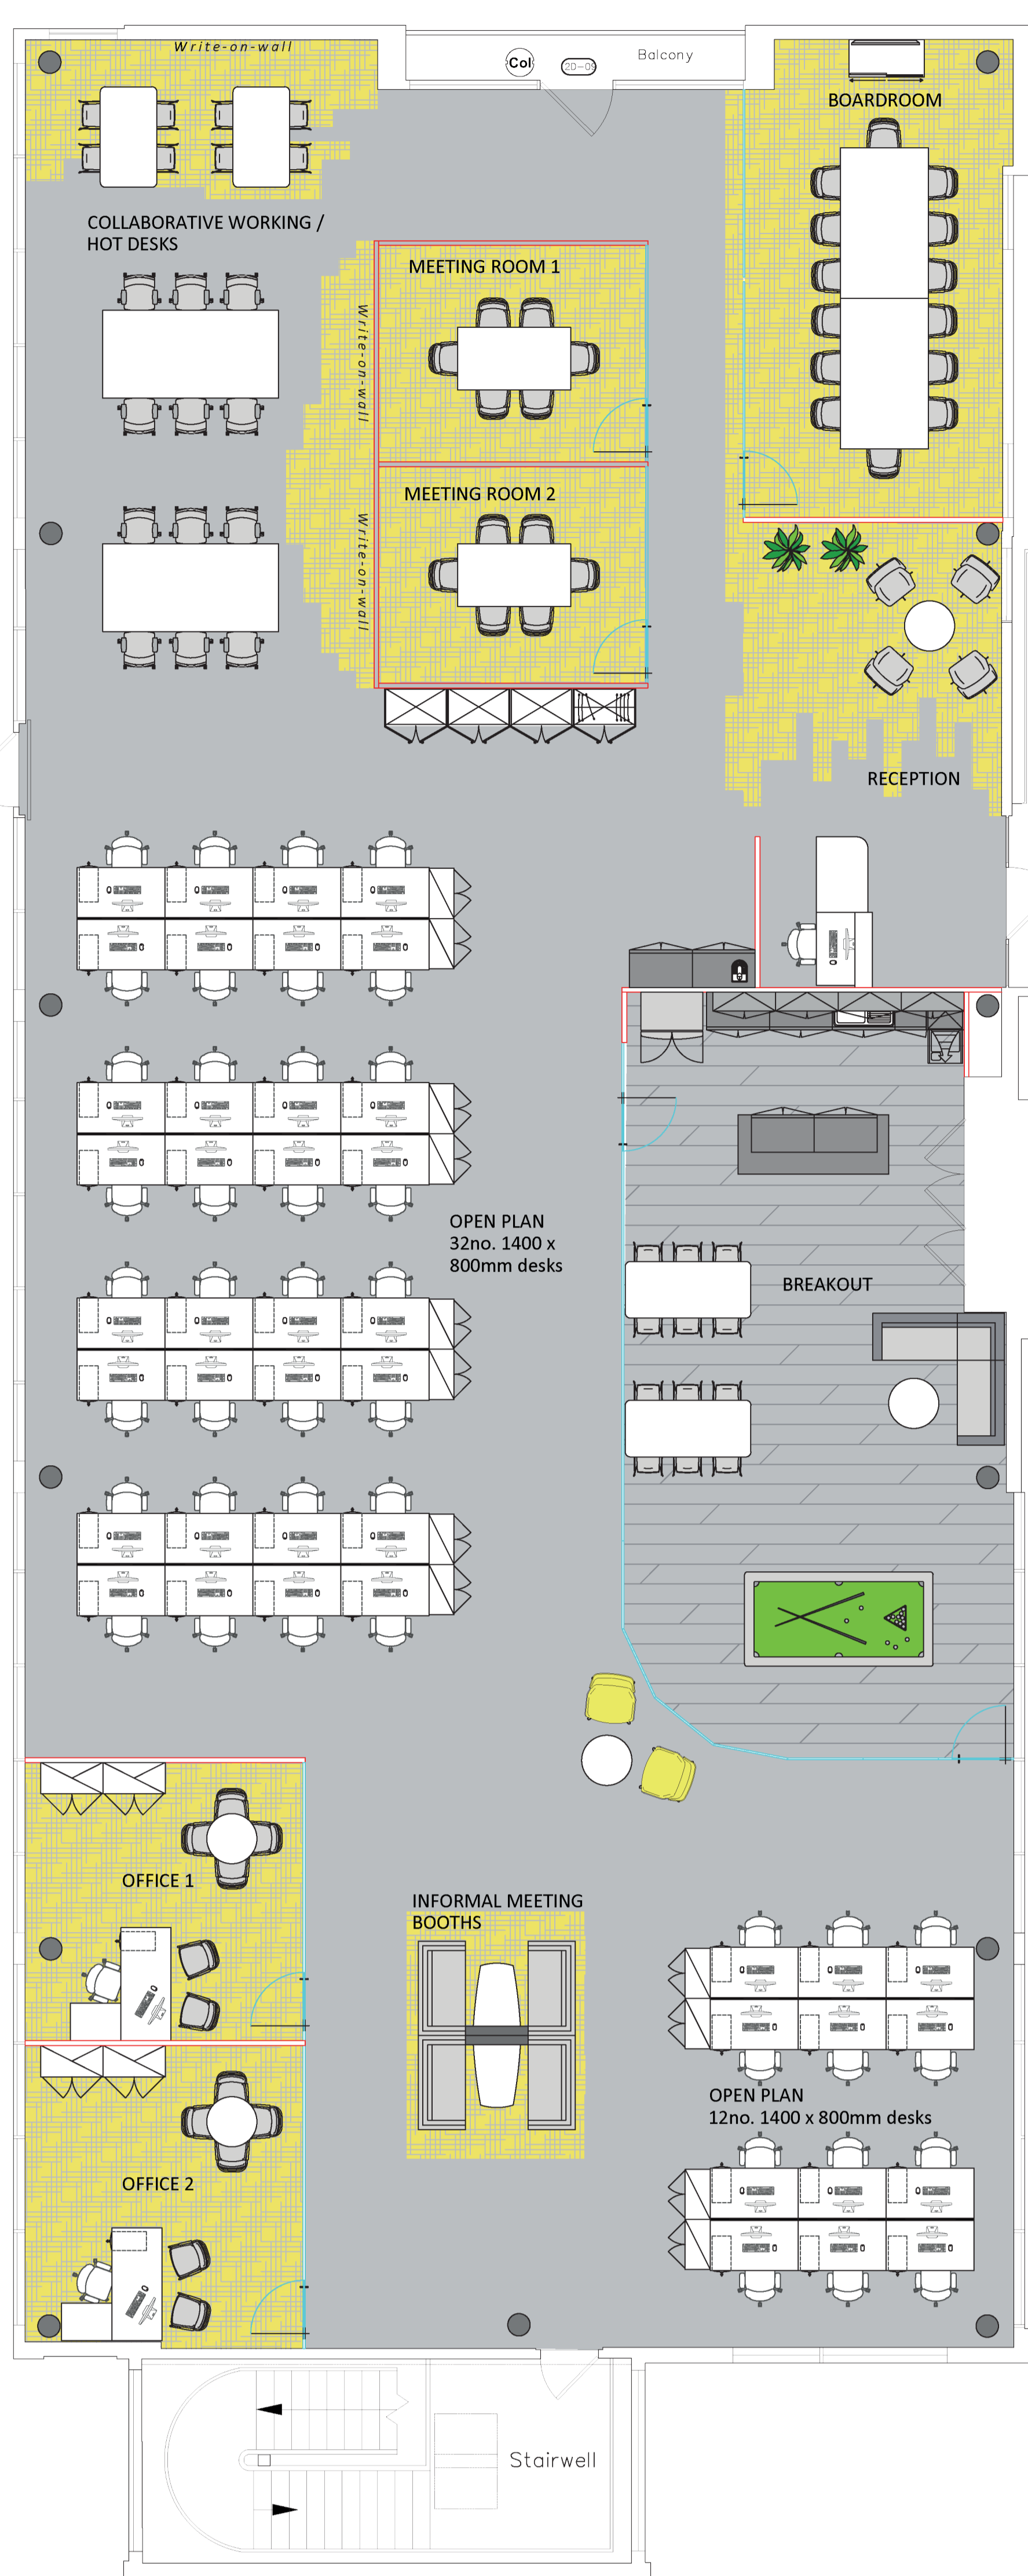 Write-on-wall
Col
2D-09
Balcony
BOARDROOM
COLLABORATIVE WORKING /
HOT DESKS
MEETING ROOM 1
Write-on-wall
MEETING ROOM 2
Write-on-wall
RECEPTION
OPEN PLAN
32no. 1400 x
800mm desks
BREAKOUT
OFFICE 1
INFORMAL MEETING
BOOTHS
OPEN PLAN
12no. 1400 x 800mm desks
OFFICE 2
Stairwell